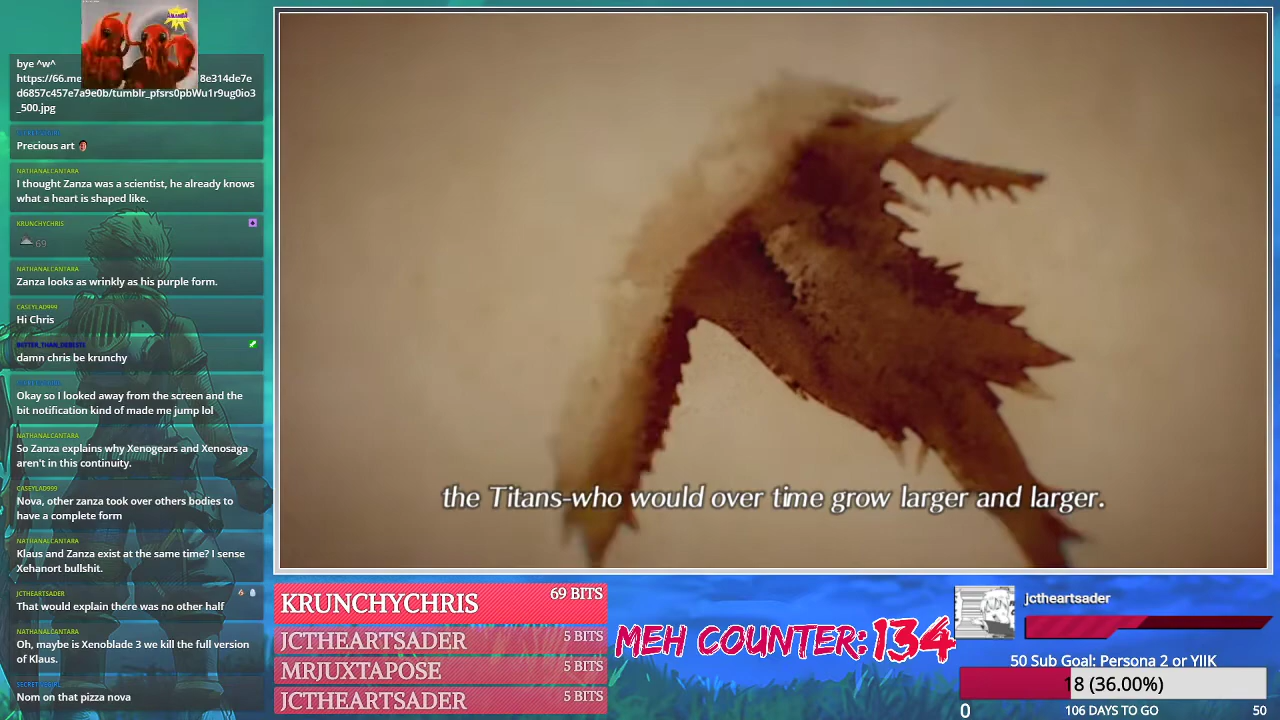 bye ^w^
https://66.me
8e314de7e
d6857c457e7a9e0b/tumblr_pfsrs0pbWu1r9ug0io3
_500.jpg
Precious art
NATHANALCANTARA
I thought Zanza was a scientist, he already knows
what a heart is shaped like.
KRUNCHYCHRIS
69
NATHANALCANTARA
Zanza looks as wrinkly as his purple form.
CASEYLAD999
Hi Chris
damn chris be krunchy
Okay so I looked away from the screen and the
bit notification kind of made me jump lol
NATHANALCANTARA
So Zanza explains why Xenogears and Xenosaga
aren't in this continuity.
CASEYLAD999
Nova, other zanza took over others bodies to
have a complete form
NATHANALCANTARA
Klaus and Zanza exist at the same time? I sense
Xehanort bullshit.
JCTHEARTSADER
That would explain there was no other half
NATHANALCANTARA
Oh, maybe is Xenoblade 3 we kill the full version
of Klaus.
Nom on that pizza nova
the Titans-who would over time grow larger and larger.
KRUNCHYCHRIS 69 BITS
JCTHEARTSADER 5 BITS
MRJUXTAPOSE 5 BITS
JCTHEARTSADER 5 BITS
MEH COUNTER:134
jctheartsader
50 Sub Goal: Persona 2 or YIIK
18 (36.00%)
0 106 DAYS TO GO 50